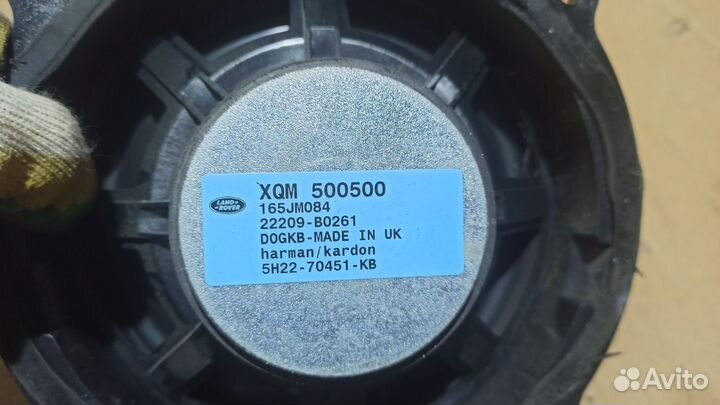 LAND
ROVER
XQM 500500
165JM084
22209-B0261
D0GKB-MADE IN UK
harman/kardon
5H22-70451-KB
Avito